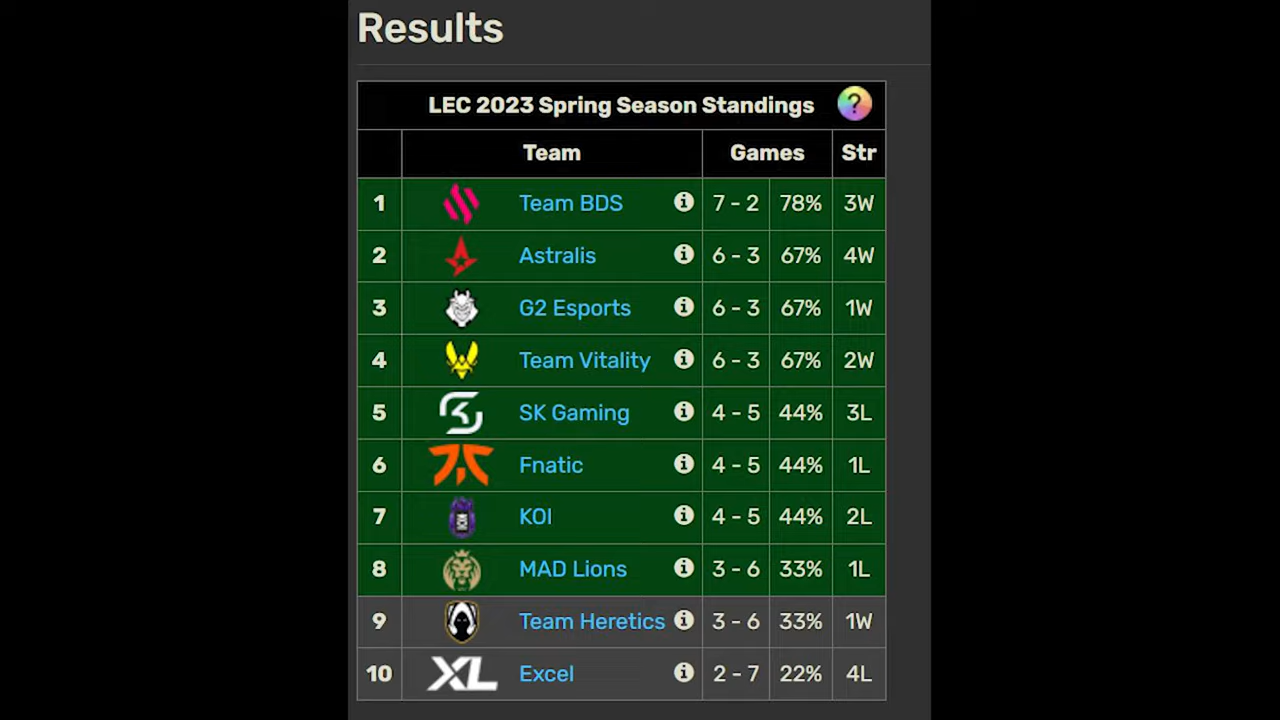 Results
LEC 2023 Spring Season Standings ?
Team Games Str
1 Team BDS i 7 - 2 78% 3W
2 Astralis i 6 - 3 67% 4W
3 G2 Esports i 6 - 3 67% 1W
4 Team Vitality i 6 - 3 67% 2W
5 SK Gaming i 4 - 5 44% 3L
6 Fnatic i 4 - 5 44% 1L
7 KOI i 4 - 5 44% 2L
8 MAD Lions i 3 - 6 33% 1L
9 Team Heretics i 3 - 6 33% 1W
10 XL Excel i 2 - 7 22% 4L